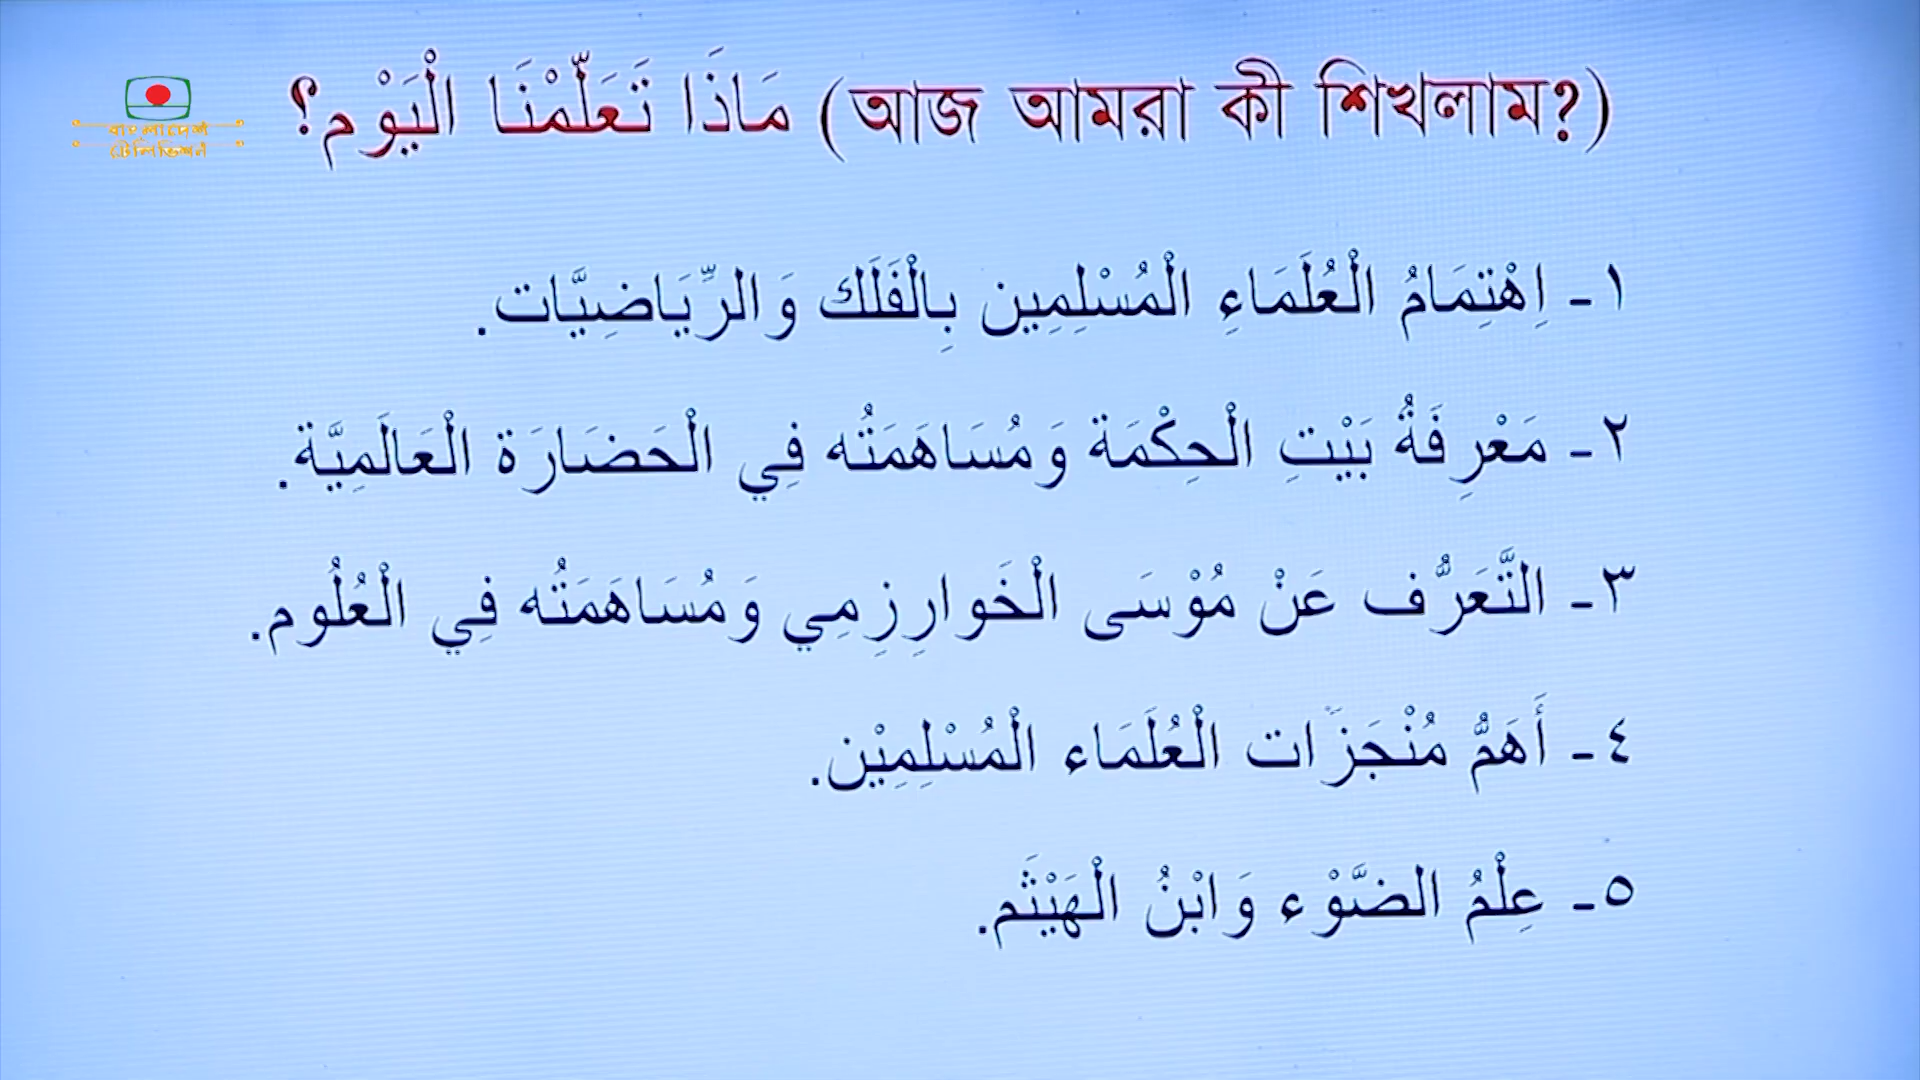 বাংলাদেশ
টেলিভিশন
(আজ আমরা কী শিখলাম?) مَاذَا تَعَلَّمْنَا الْيَوْم؟
١- اِهْتِمَامُ الْعُلَمَاءِ الْمُسْلِمِين بِالْفَلَك وَالرِّيَاضِيَّات.
٢- مَعْرِفَةُ بَيْتِ الْحِكْمَة وَمُسَاهَمَتُه فِي الْحَضَارَة الْعَالَمِيَّة.
٣- التَّعَرُّف عَنْ مُوْسَى الْخَوارِزِمِي وَمُسَاهَمَتُه فِي الْعُلُوم.
٤- أَهَمُّ مُنْجَزَات الْعُلَمَاء الْمُسْلِمِيْن.
٥- عِلْمُ الضَّوْء وَابْنُ الْهَيْثَم.